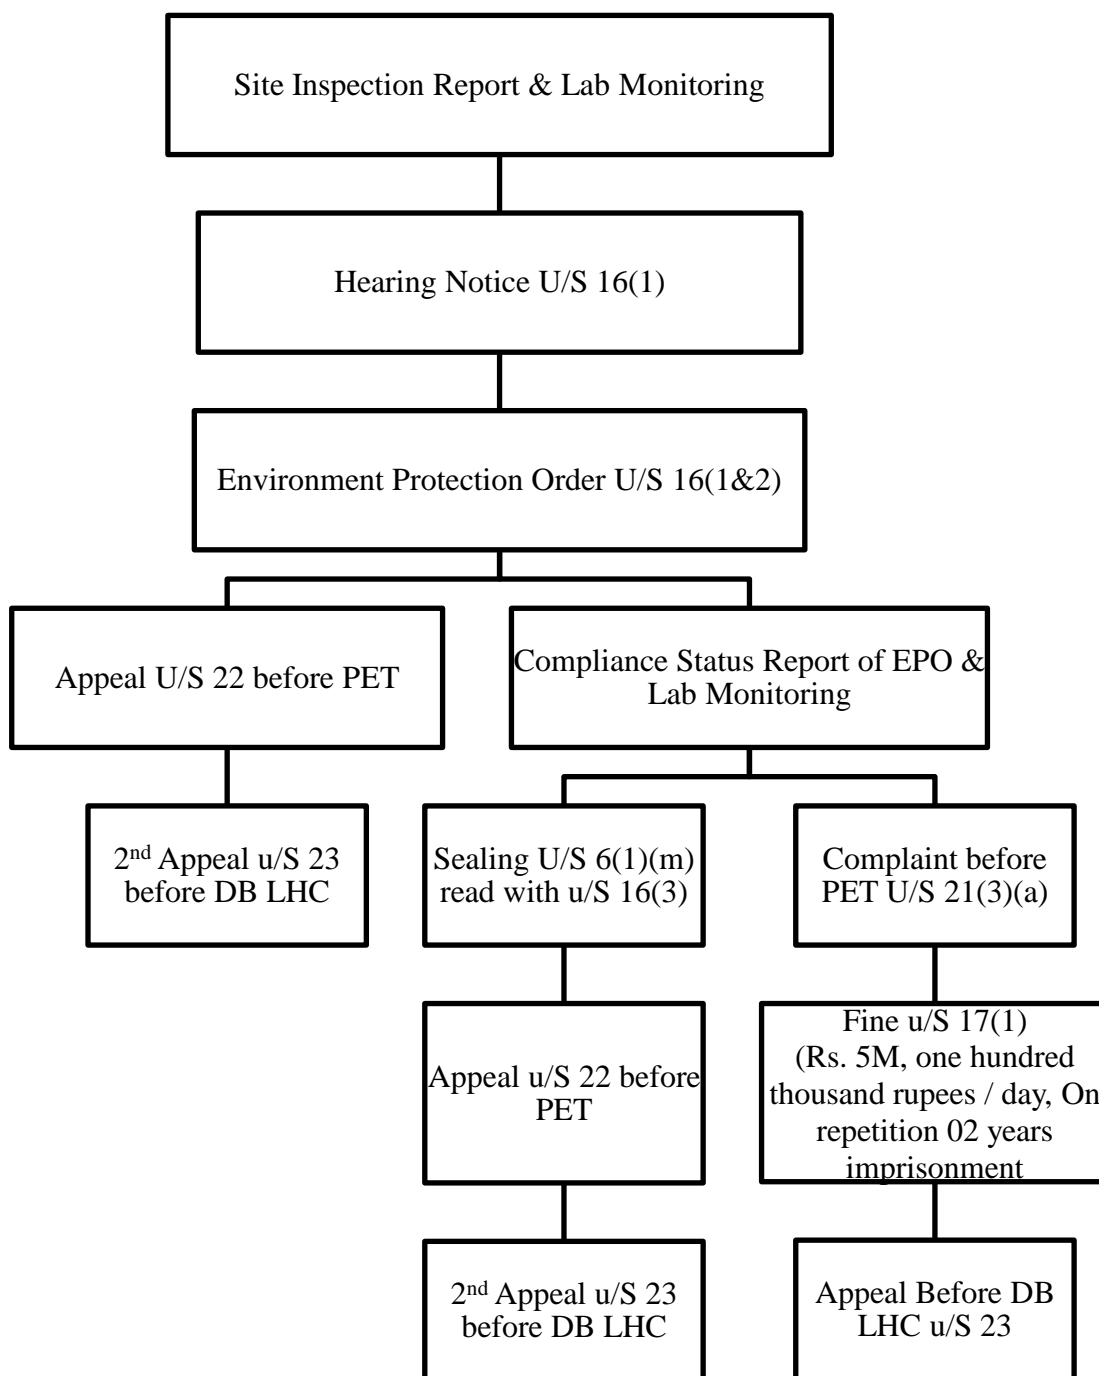 Site Inspection Report & Lab Monitoring
Hearing Notice U/S 16(1)
Environment Protection Order U/S 16(1&2)
Appeal U/S 22 before PET
Compliance Status Report of EPO &
Lab Monitoring
2nd Appeal u/S 23
before DB LHC
Sealing U/S 6(1)(m)
read with u/S 16(3)
Complaint before
PET U/S 21(3)(a)
Appeal u/S 22 before
PET
Fine u/S 17(1)
(Rs. 5M, one hundred
thousand rupees / day, On
repetition 02 years
imprisonment
2nd Appeal u/S 23
before DB LHC
Appeal Before DB
LHC u/S 23